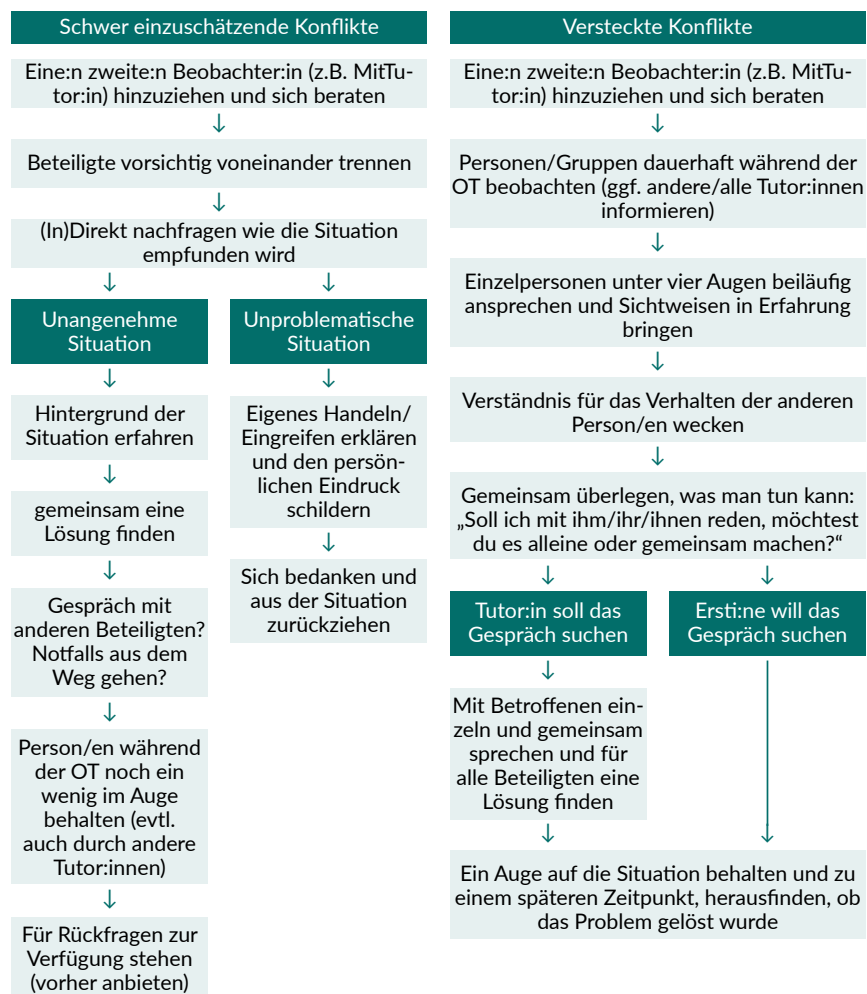 Schwer einzuschätzende Konflikte
Eine:n zweite:n Beobachter:in (z.B. MitTu-
tor:in) hinzuziehen und sich beraten
↓
Beteiligte vorsichtig voneinander trennen
↓
(In)Direkt nachfragen wie die Situation
empfunden wird
↓
Unangenehme
Situation
↓
Hintergrund der
Situation erfahren
↓
gemeinsam eine
Lösung finden
↓
Gespräch mit
anderen Beteiligten?
Notfalls aus dem
Weg gehen?
↓
Person/en während
der OT noch ein
wenig im Auge
behalten (evtl.
auch durch andere
Tutor:innen)
↓
Für Rückfragen zur
Verfügung stehen
(vorher anbieten)
↓
Unproblematische
Situation
↓
Eigenes Handeln/
Eingreifen erklären
und den persön-
lichen Eindruck
schildern
↓
Sich bedanken und
aus der Situation
zurückziehen
Versteckte Konflikte
Eine:n zweite:n Beobachter:in (z.B. MitTu-
tor:in) hinzuziehen und sich beraten
↓
Personen/Gruppen dauerhaft während der
OT beobachten (ggf. andere/alle Tutor:innen
informieren)
↓
Einzelpersonen unter vier Augen beiläufig
ansprechen und Sichtweisen in Erfahrung
bringen
↓
Verständnis für das Verhalten der anderen
Person/en wecken
↓
Gemeinsam überlegen, was man tun kann:
„Soll ich mit ihm/ihr/ihnen reden, möchtest
du es alleine oder gemeinsam machen?“
↓
Tutor:in soll das
Gespräch suchen
↓
Mit Betroffenen ein-
zeln und gemeinsam
sprechen und für
alle Beteiligten eine
Lösung finden
↓
↓
Ersti:ne will das
Gespräch suchen
↓
Ein Auge auf die Situation behalten und zu
einem späteren Zeitpunkt, herausfinden, ob
das Problem gelöst wurde